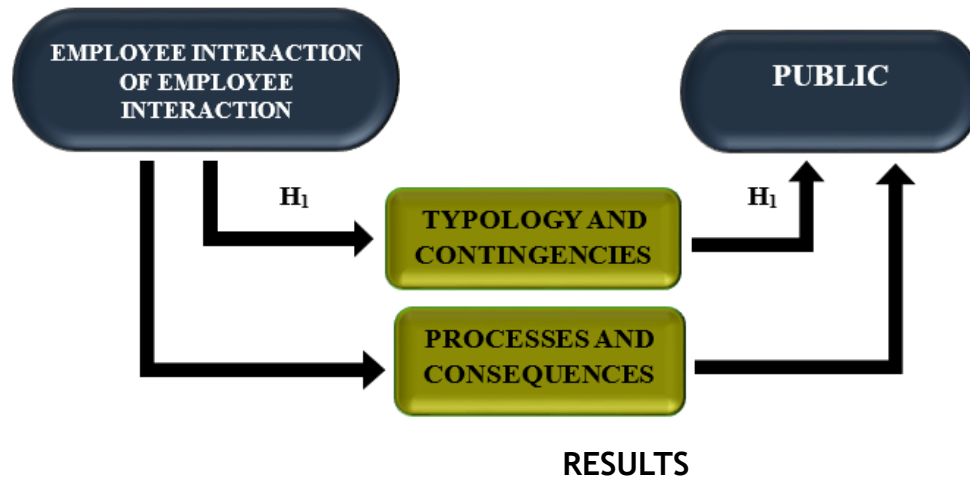 EMPLOYEE INTERACTION
OF EMPLOYEE
INTERACTION
PUBLIC
H₁
H₁
TYPOLOGY AND
CONTINGENCIES
PROCESSES AND
CONSEQUENCES
RESULTS